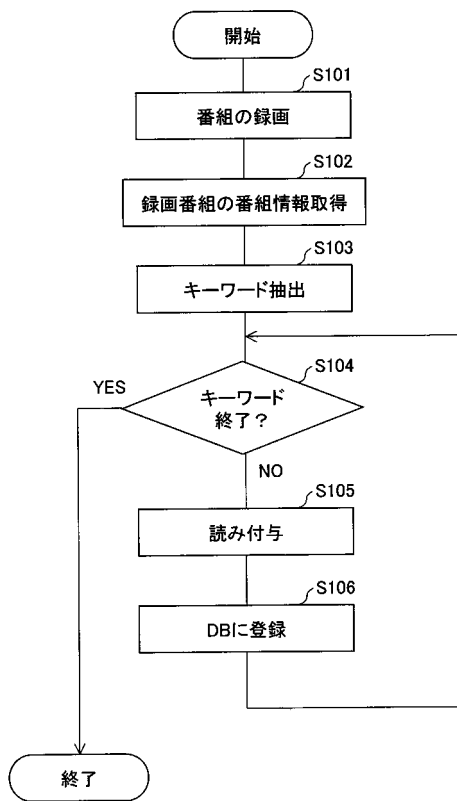 開始
S101
番組の録画
S102
録画番組の番組情報取得
S103
キーワード抽出
S104
YES
キーワード
終了？
NO
S105
読み付与
S106
DBに登録
終了